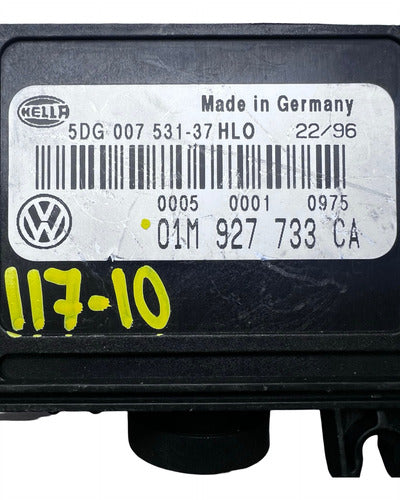 HELLA
Made in Germany
5DG 007 531-37 HLO 22/96
0005 0001 0975
VW
01M 927 733 CA
117-10